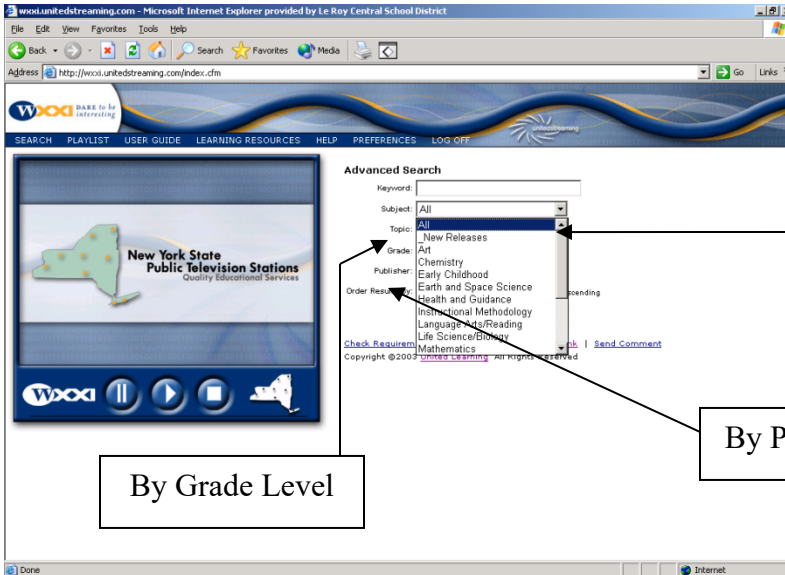 wxxi.unitedstreaming.com - Microsoft Internet Explorer provided by Le Roy Central School District
File Edit View Favorites Tools Help
Back Search Favorites Media
Address http://wxxi.unitedstreaming.com/index.cfm Go Links
WXXI DARE to be interesting
unitedstreaming
SEARCH PLAYLIST USER GUIDE LEARNING RESOURCES HELP PREFERENCES LOG OFF
New York State
Public Television Stations
Quality Educational Services
WXXI
Advanced Search
Keyword:
Subject: All
Topic: All
_New Releases
Grade: Art
Chemistry
Publisher: Early Childhood
Earth and Space Science
Order Results By: Health and Guidance scending
Instructional Methodology
Language Arts/Reading
Life Science/Biology
Check Requirem nk | Send Comment
Mathematics
Copyright ©2003 United Learning All Rights Reserved
By P
By Grade Level
Done Internet